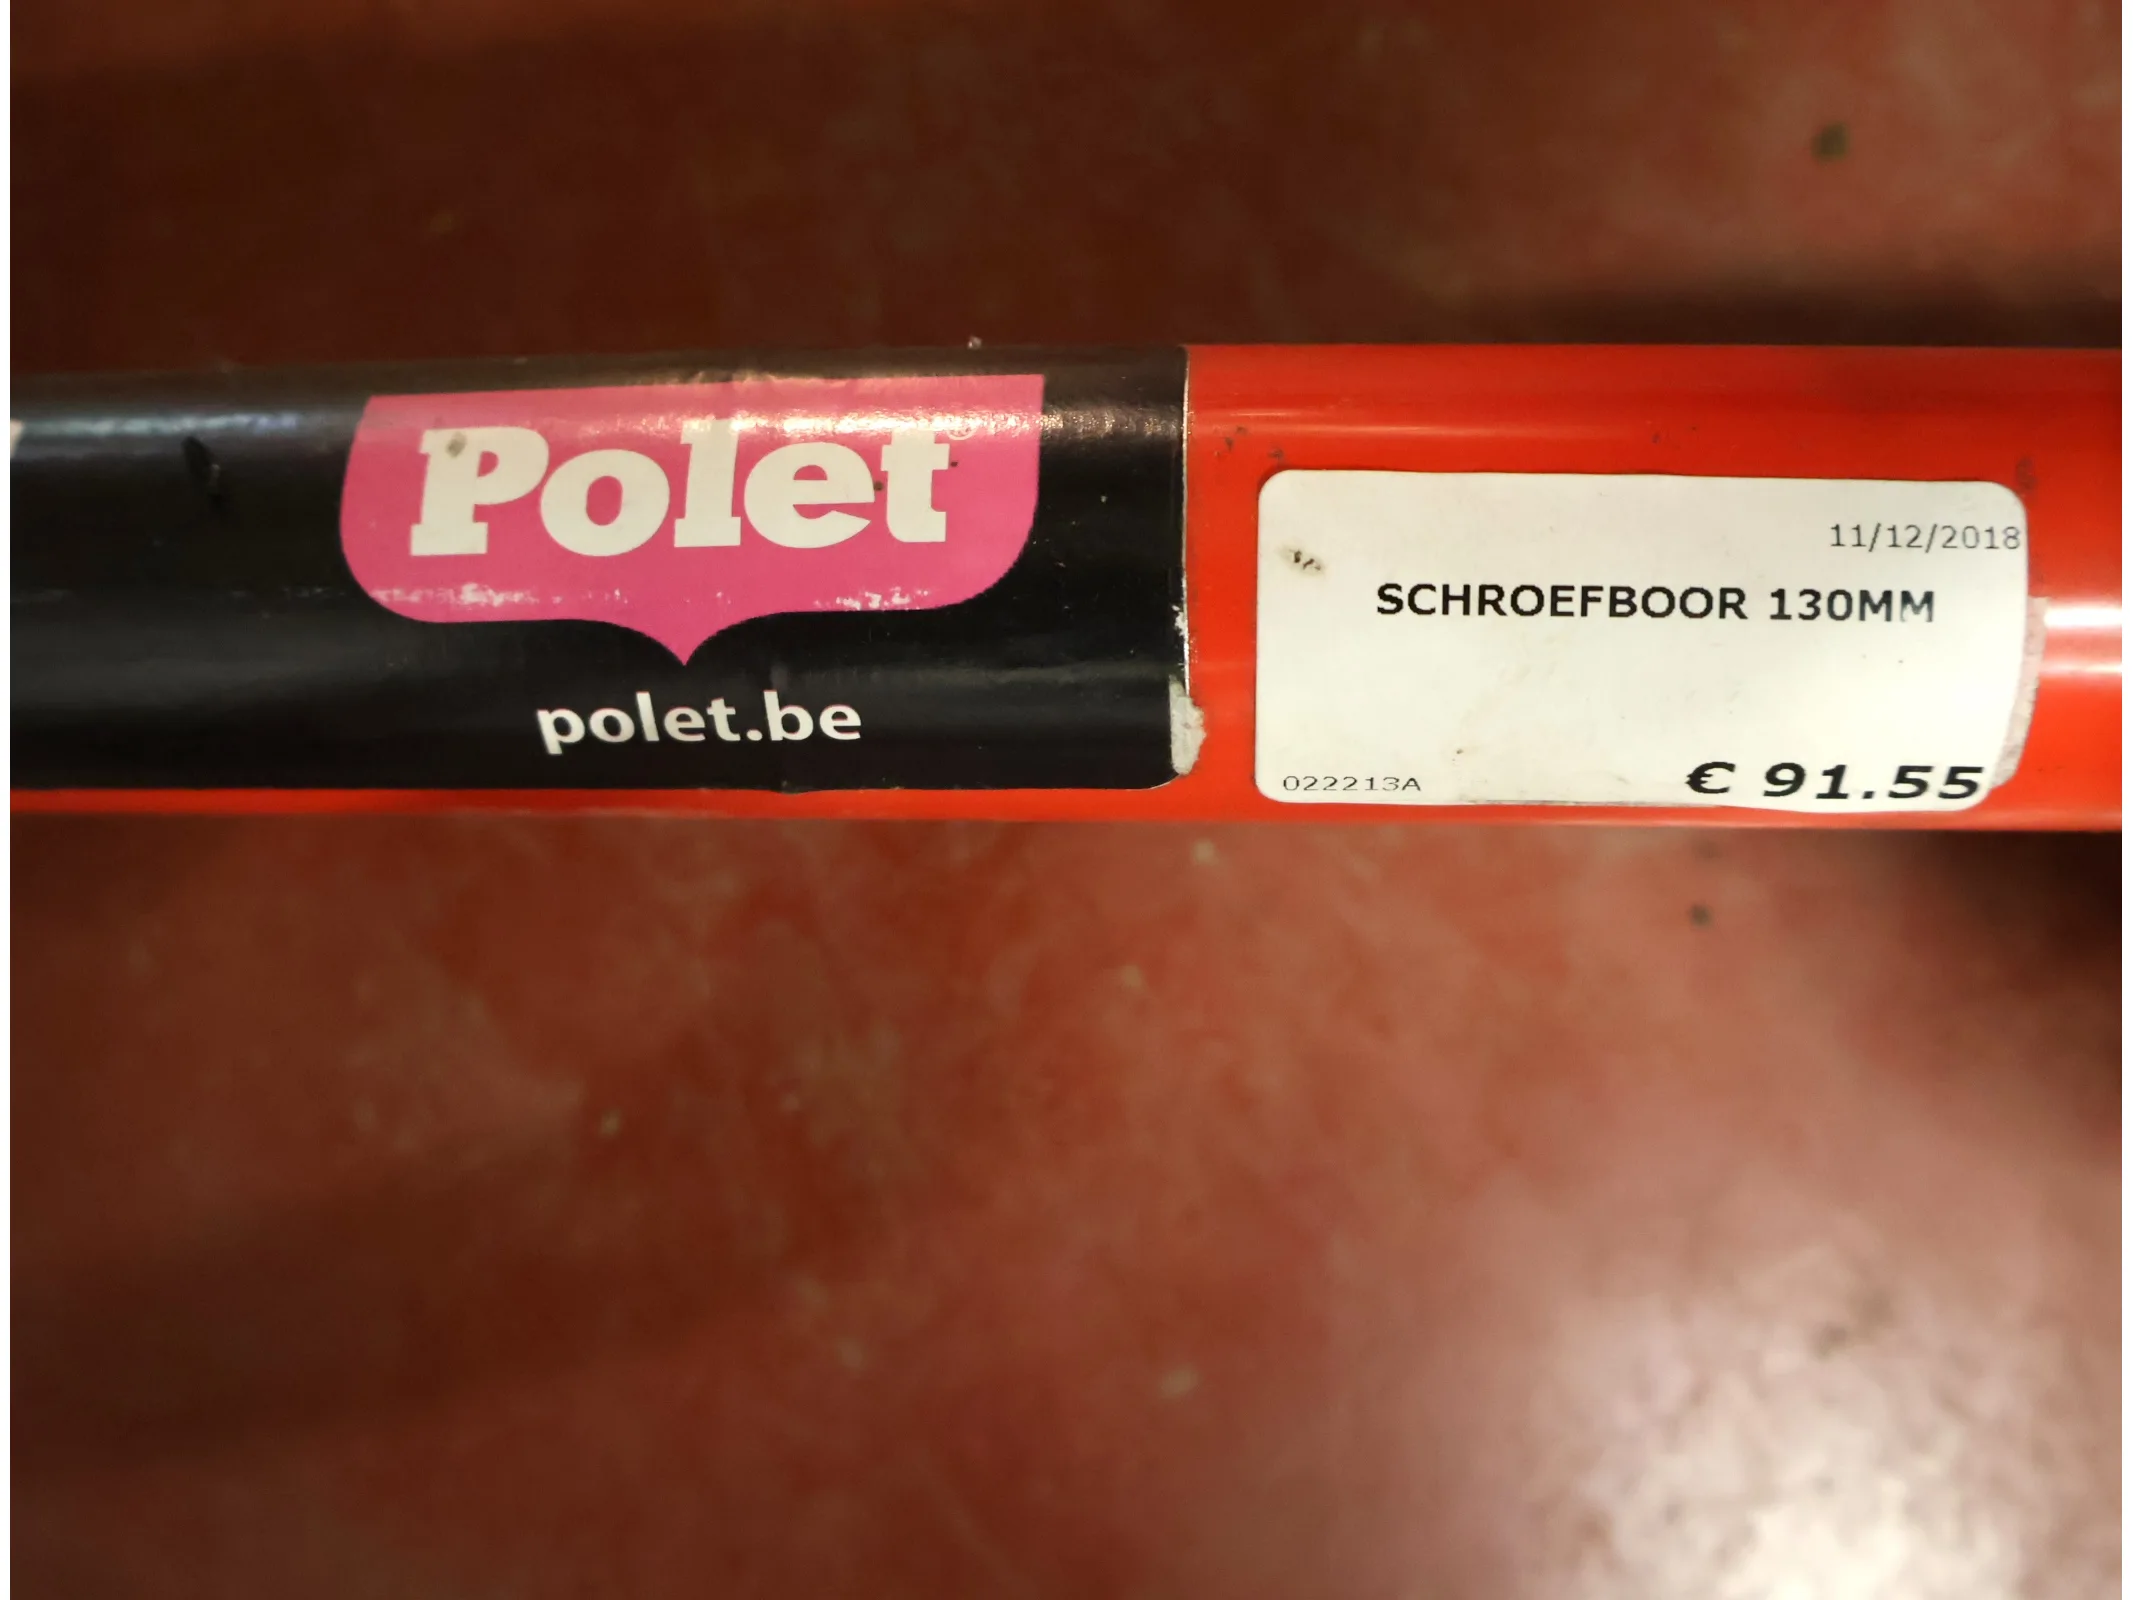 Polet
polet.be
11/12/2018
SCHROEFBOOR 130MM
022213A
€ 91.55